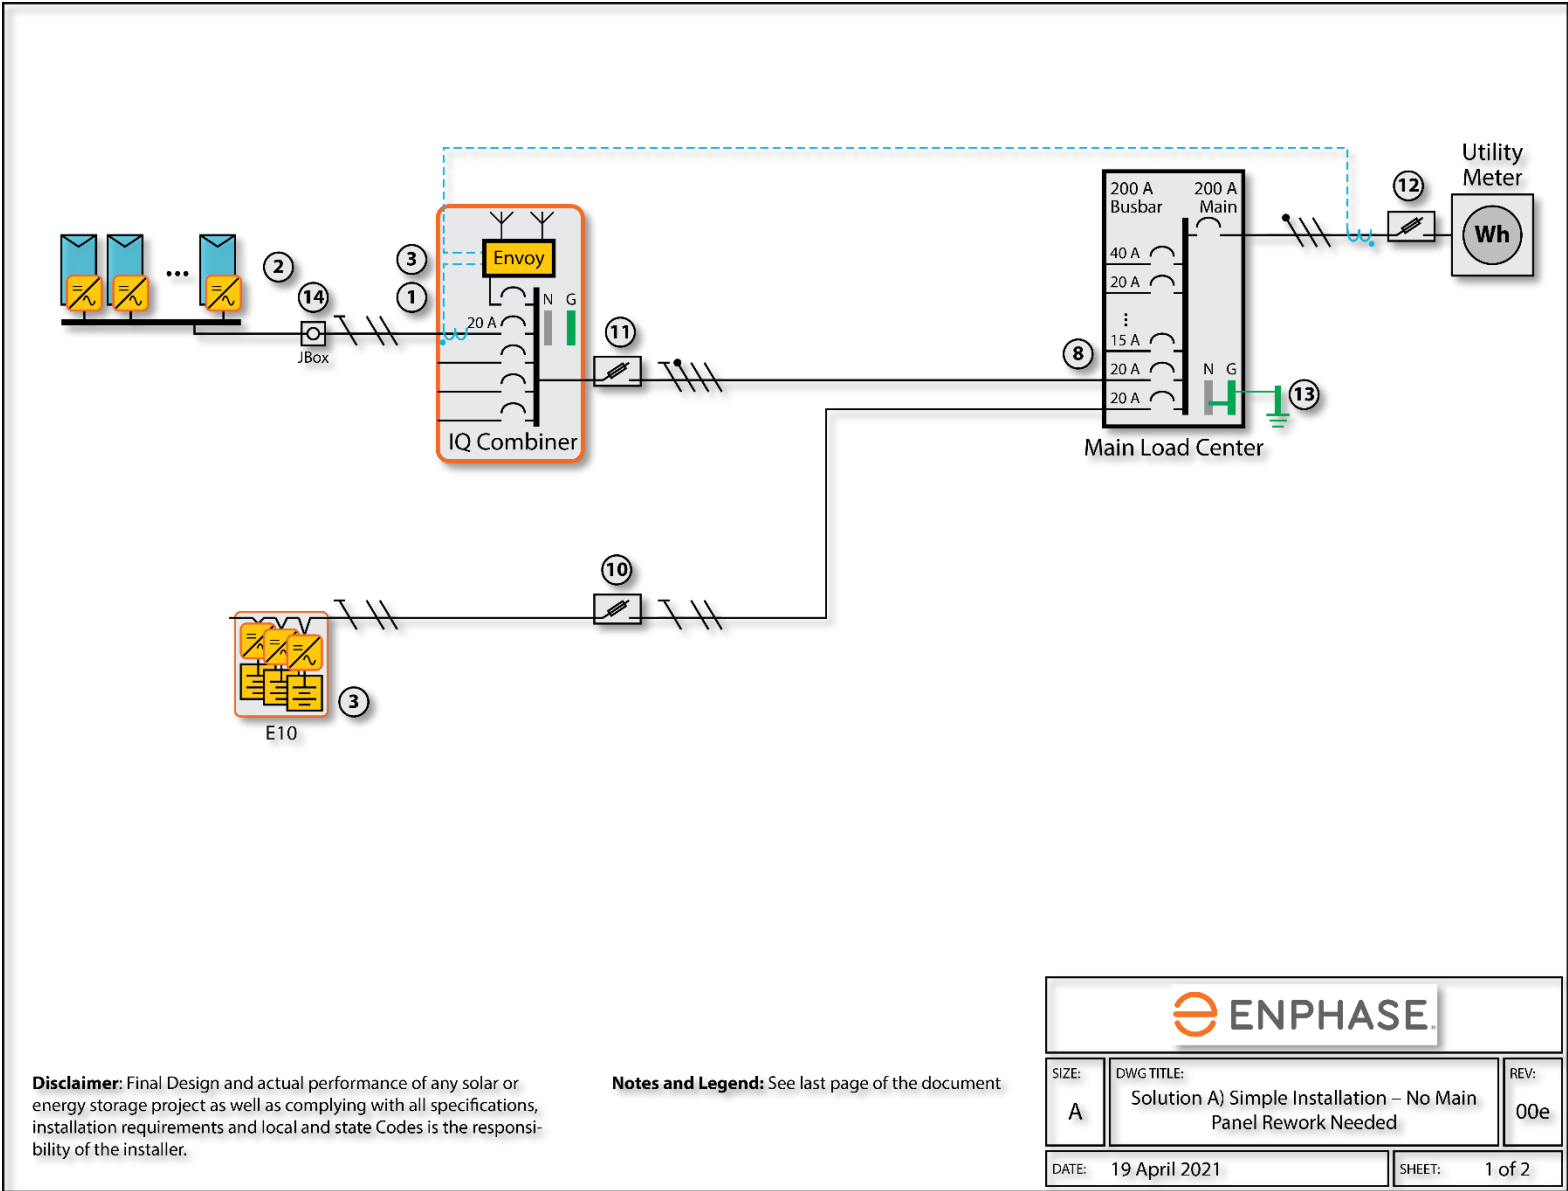 Utility
Meter
12
Wh
200 A
Busbar
200 A
Main
40 A
20 A
15 A
20 A
20 A
N G
8
13
Main Load Center
2
14
JBox
3
1
Envoy
N G
20 A
11
IQ Combiner
10
3
E10
Disclaimer: Final Design and actual performance of any solar or
energy storage project as well as complying with all specifications,
installation requirements and local and state Codes is the responsi-
bility of the installer.
Notes and Legend: See last page of the document
ENPHASE
SIZE:
A
DWG TITLE:
Solution A) Simple Installation – No Main
Panel Rework Needed
REV:
00e
DATE: 19 April 2021
SHEET: 1 of 2